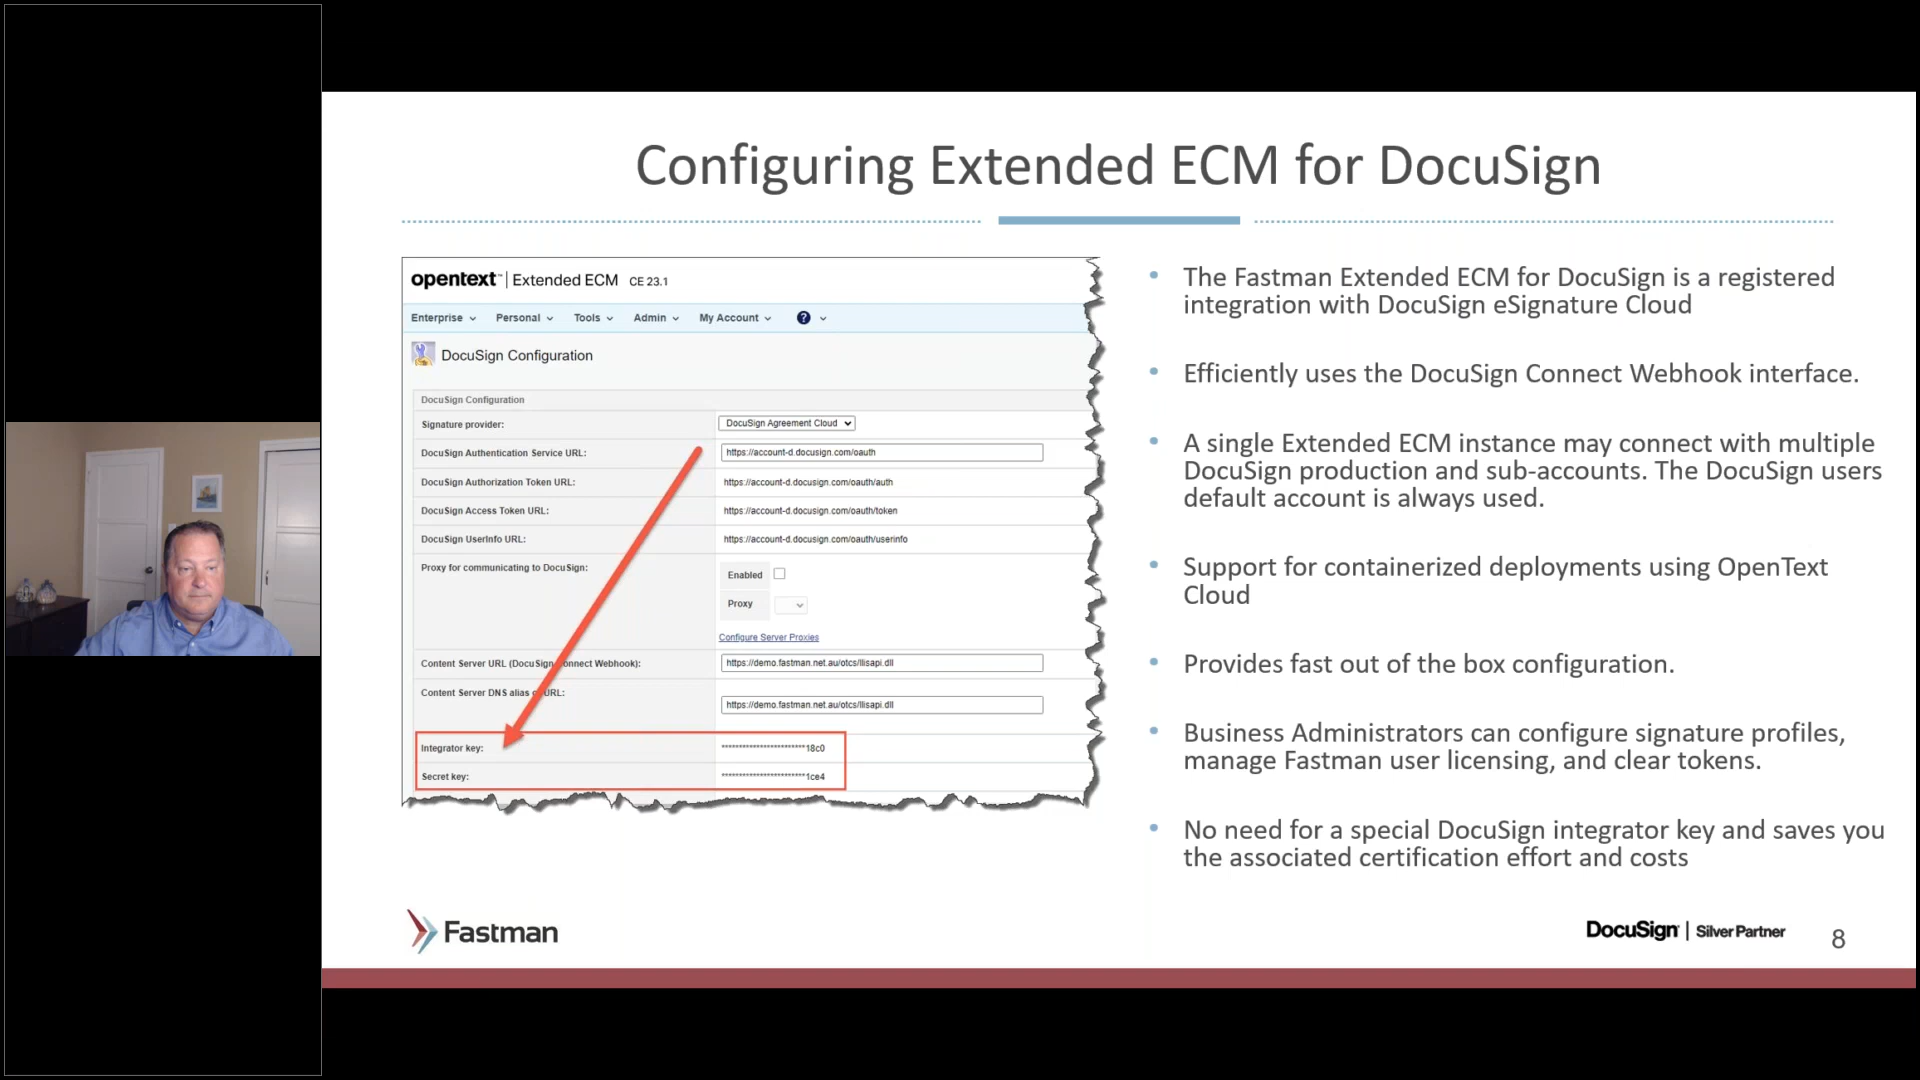 Configuring Extended ECM for DocuSign
opentext™ | Extended ECM CE 23.1
Enterprise Personal Tools Admin My Account ?
DocuSign Configuration
DocuSign Configuration
Signature provider: DocuSign Agreement Cloud
DocuSign Authentication Service URL: https://account-d.docusign.com/oauth
DocuSign Authorization Token URL: https://account-d.docusign.com/oauth/auth
DocuSign Access Token URL: https://account-d.docusign.com/oauth/token
DocuSign UserInfo URL: https://account-d.docusign.com/oauth/userinfo
Proxy for communicating to DocuSign: Enabled
Proxy
Configure Server Proxies
Content Server URL (DocuSign Connect Webhook): https://demo.fastman.net.au/otcs/llisapi.dll
Content Server DNS alias URL: https://demo.fastman.net.au/otcs/llisapi.dll
Integrator key: ************************18c0
Secret key: ************************1ce4
• The Fastman Extended ECM for DocuSign is a registered
integration with DocuSign eSignature Cloud
• Efficiently uses the DocuSign Connect Webhook interface.
• A single Extended ECM instance may connect with multiple
DocuSign production and sub-accounts. The DocuSign users
default account is always used.
• Support for containerized deployments using OpenText
Cloud
• Provides fast out of the box configuration.
• Business Administrators can configure signature profiles,
manage Fastman user licensing, and clear tokens.
• No need for a special DocuSign integrator key and saves you
the associated certification effort and costs
Fastman
DocuSign | Silver Partner
8